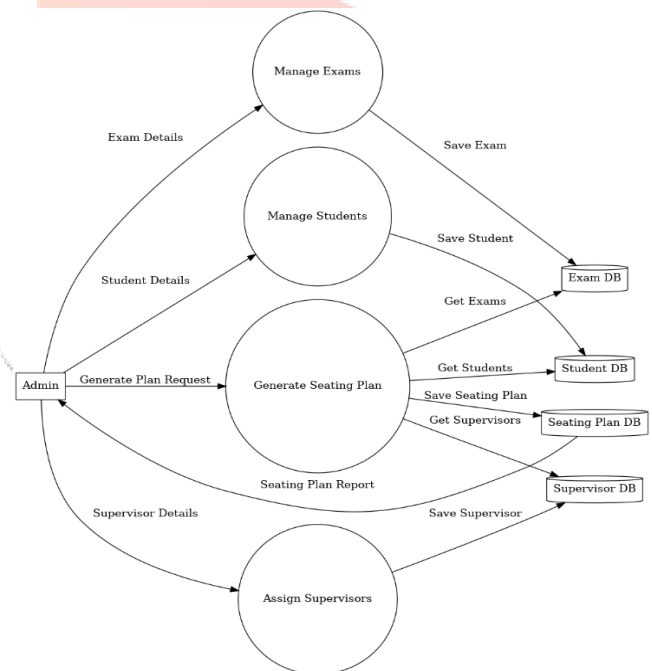 Manage Exams
Exam Details
Save Exam
Manage Students
Save Student
Student Details
Exam DB
Get Exams
Get Students
Student DB
Admin
Generate Plan Request
Generate Seating Plan
Save Seating Plan
Get Supervisors
Seating Plan DB
Seating Plan Report
Supervisor DB
Supervisor Details
Save Supervisor
Assign Supervisors